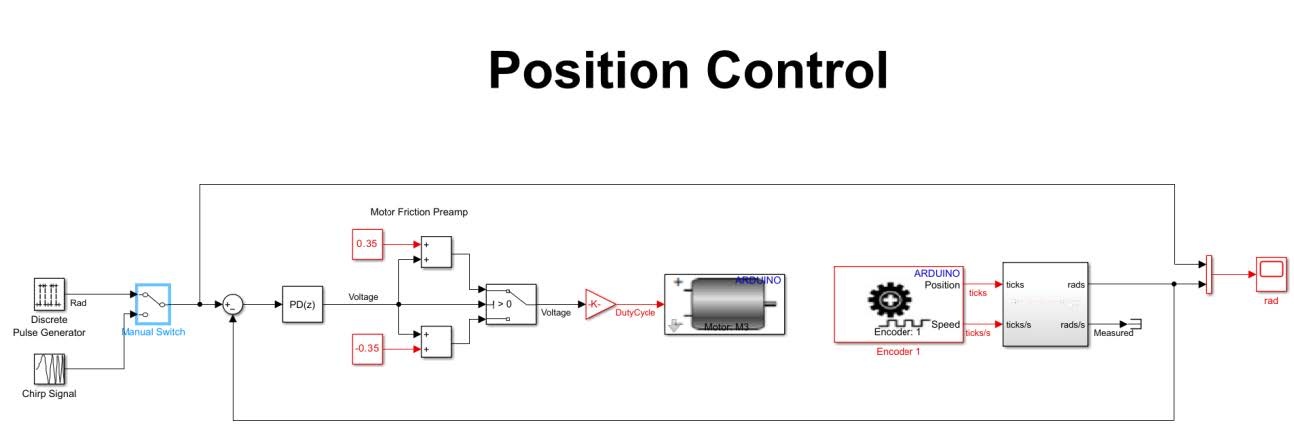 Position Control
Motor Friction Preamp
0.35
+
+
ARDUINO
Position
ticks
ticks
rads
Rad
Discrete
Pulse Generator
Manual Switch
+
−
PD(z)
Voltage
> 0
Voltage
-K-
DutyCycle
+
ARDUINO
Motor: M3
Speed
Encoder: 1
ticks/s
ticks/s
rads/s
Measured
Encoder 1
rad
+
+
-0.35
Chirp Signal